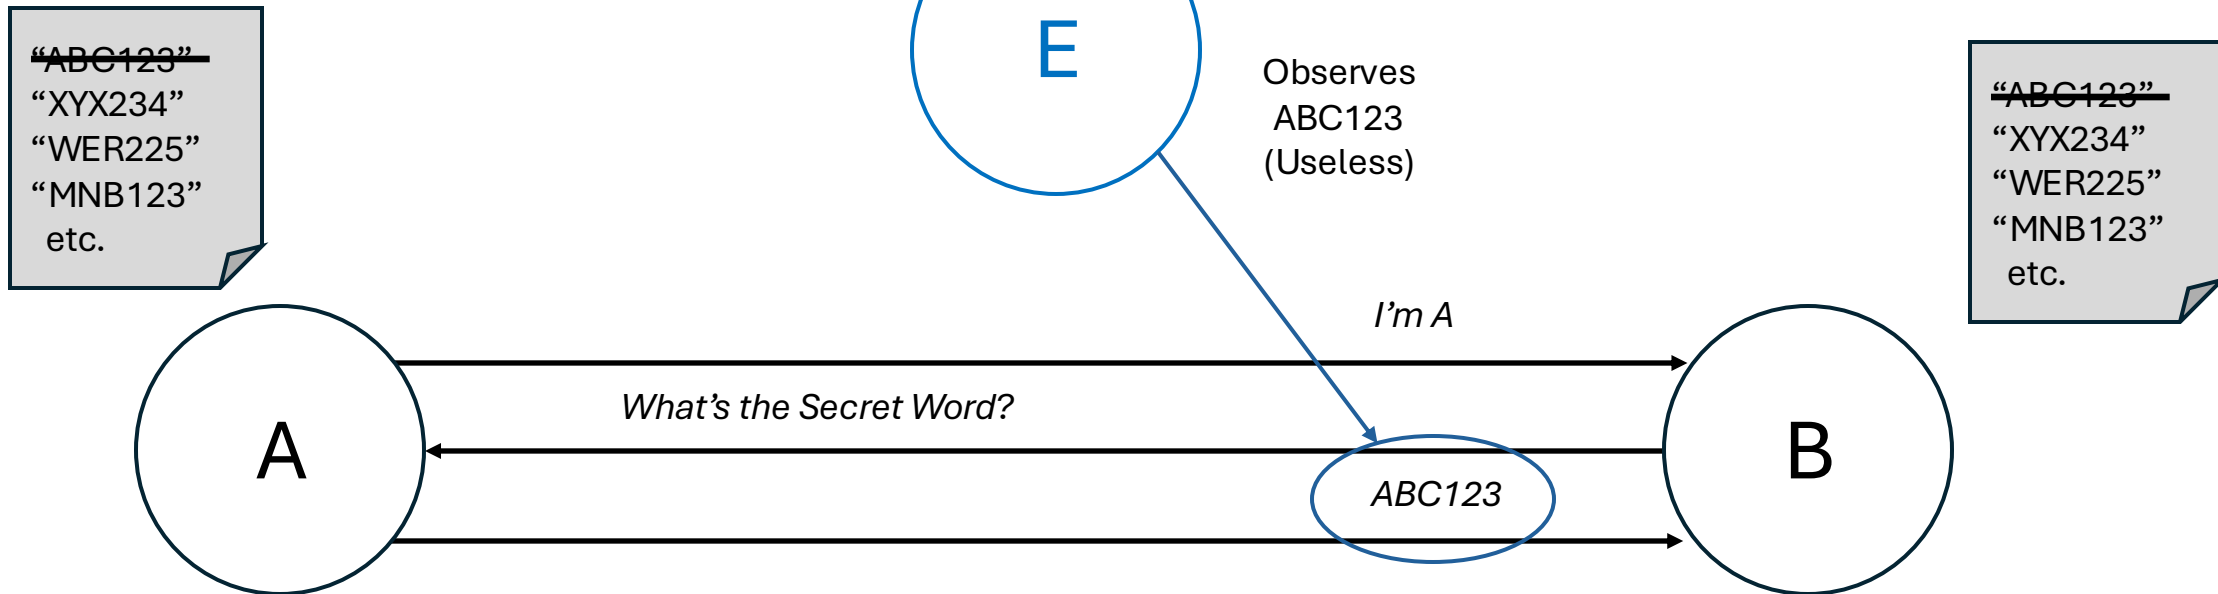 “ABC123”
“XYX234”
“WER225”
“MNB123”
etc.
E
Observes
ABC123
(Useless)
“ABC123”
“XYX234”
“WER225”
“MNB123”
etc.
I’m A
What’s the Secret Word?
ABC123
A
B